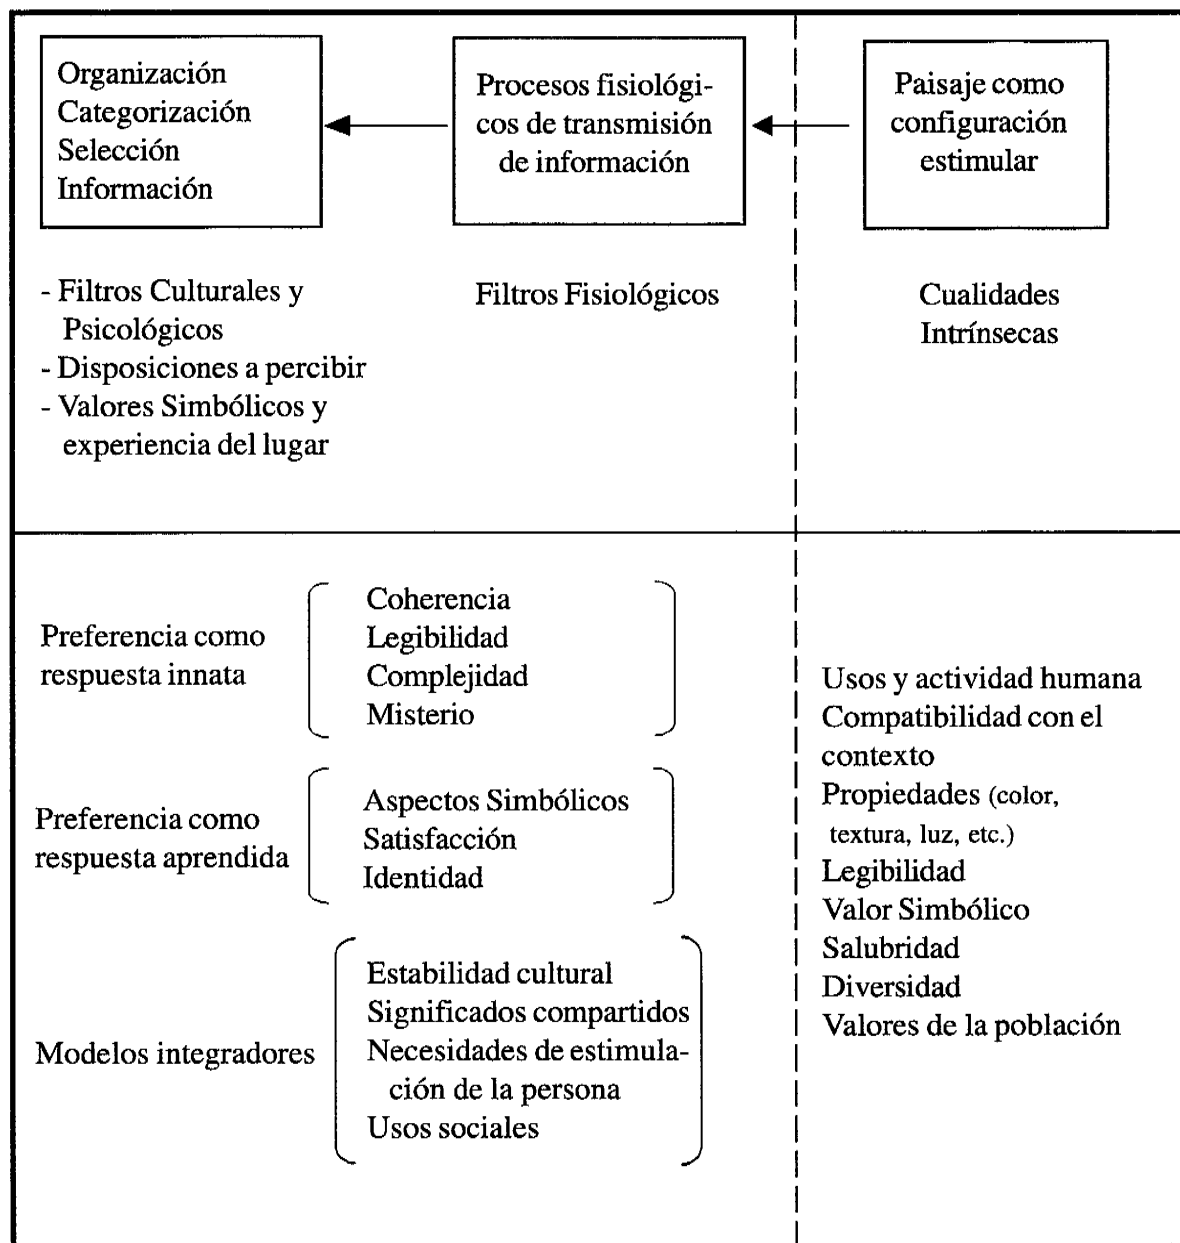 Organización
Categorización
Selección
Información
Procesos fisiológi-
cos de transmisión
de información
Paisaje como
configuración
estimular
- Filtros Culturales y
Psicológicos
- Disposiciones a percibir
- Valores Simbólicos y
experiencia del lugar
Filtros Fisiológicos
Cualidades
Intrínsecas
Preferencia como
respuesta innata
Coherencia
Legibilidad
Complejidad
Misterio
Preferencia como
respuesta aprendida
Aspectos Simbólicos
Satisfacción
Identidad
Modelos integradores
Estabilidad cultural
Significados compartidos
Necesidades de estimula-
ción de la persona
Usos sociales
Usos y actividad humana
Compatibilidad con el
contexto
Propiedades (color,
textura, luz, etc.)
Legibilidad
Valor Simbólico
Salubridad
Diversidad
Valores de la población